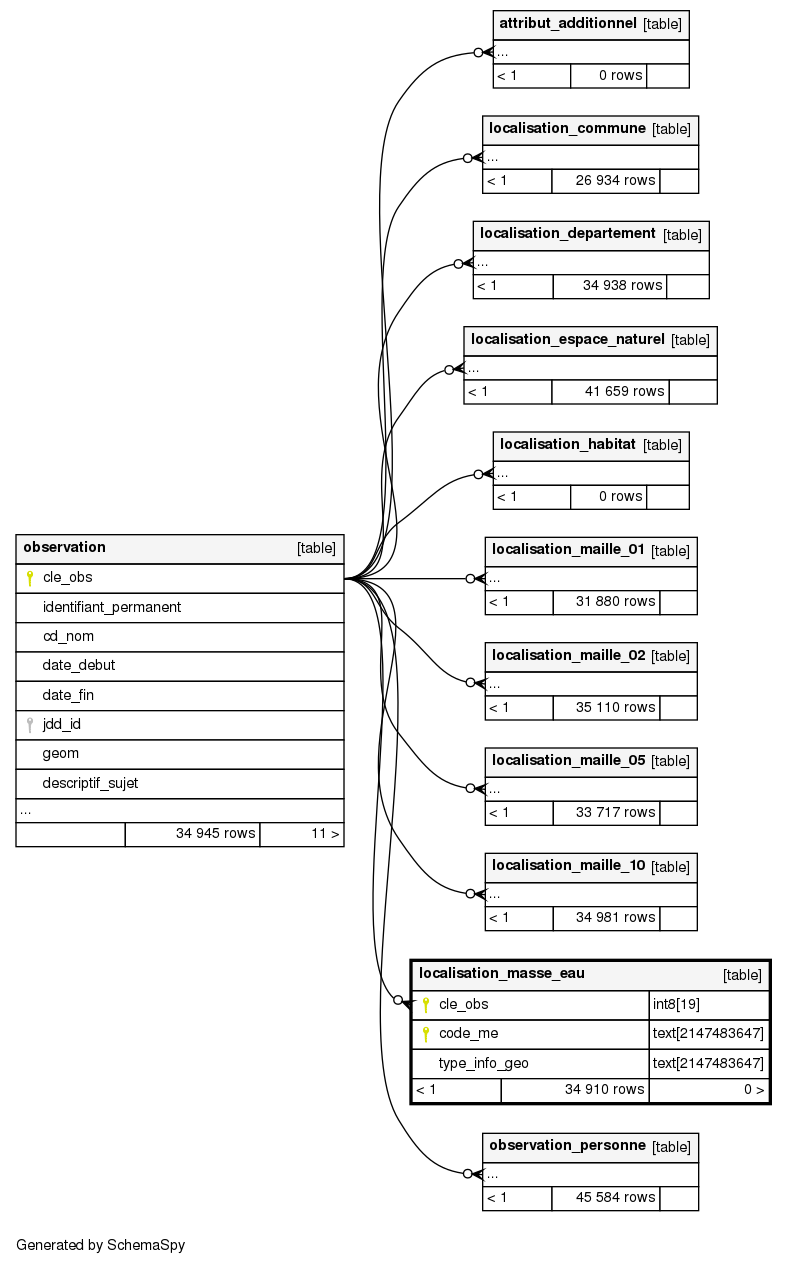 attribut_additionnel [table]
...
< 1 0 rows
localisation_commune [table]
...
< 1 26 934 rows
localisation_departement [table]
...
< 1 34 938 rows
localisation_espace_naturel [table]
...
< 1 41 659 rows
localisation_habitat [table]
...
< 1 0 rows
observation [table]
cle_obs
identifiant_permanent
cd_nom
date_debut
date_fin
jdd_id
geom
descriptif_sujet
...
34 945 rows 11 >
localisation_maille_01 [table]
...
< 1 31 880 rows
localisation_maille_02 [table]
...
< 1 35 110 rows
localisation_maille_05 [table]
...
< 1 33 717 rows
localisation_maille_10 [table]
...
< 1 34 981 rows
localisation_masse_eau [table]
cle_obs int8[19]
code_me text[2147483647]
type_info_geo text[2147483647]
< 1 34 910 rows 0 >
observation_personne [table]
...
< 1 45 584 rows
Generated by SchemaSpy